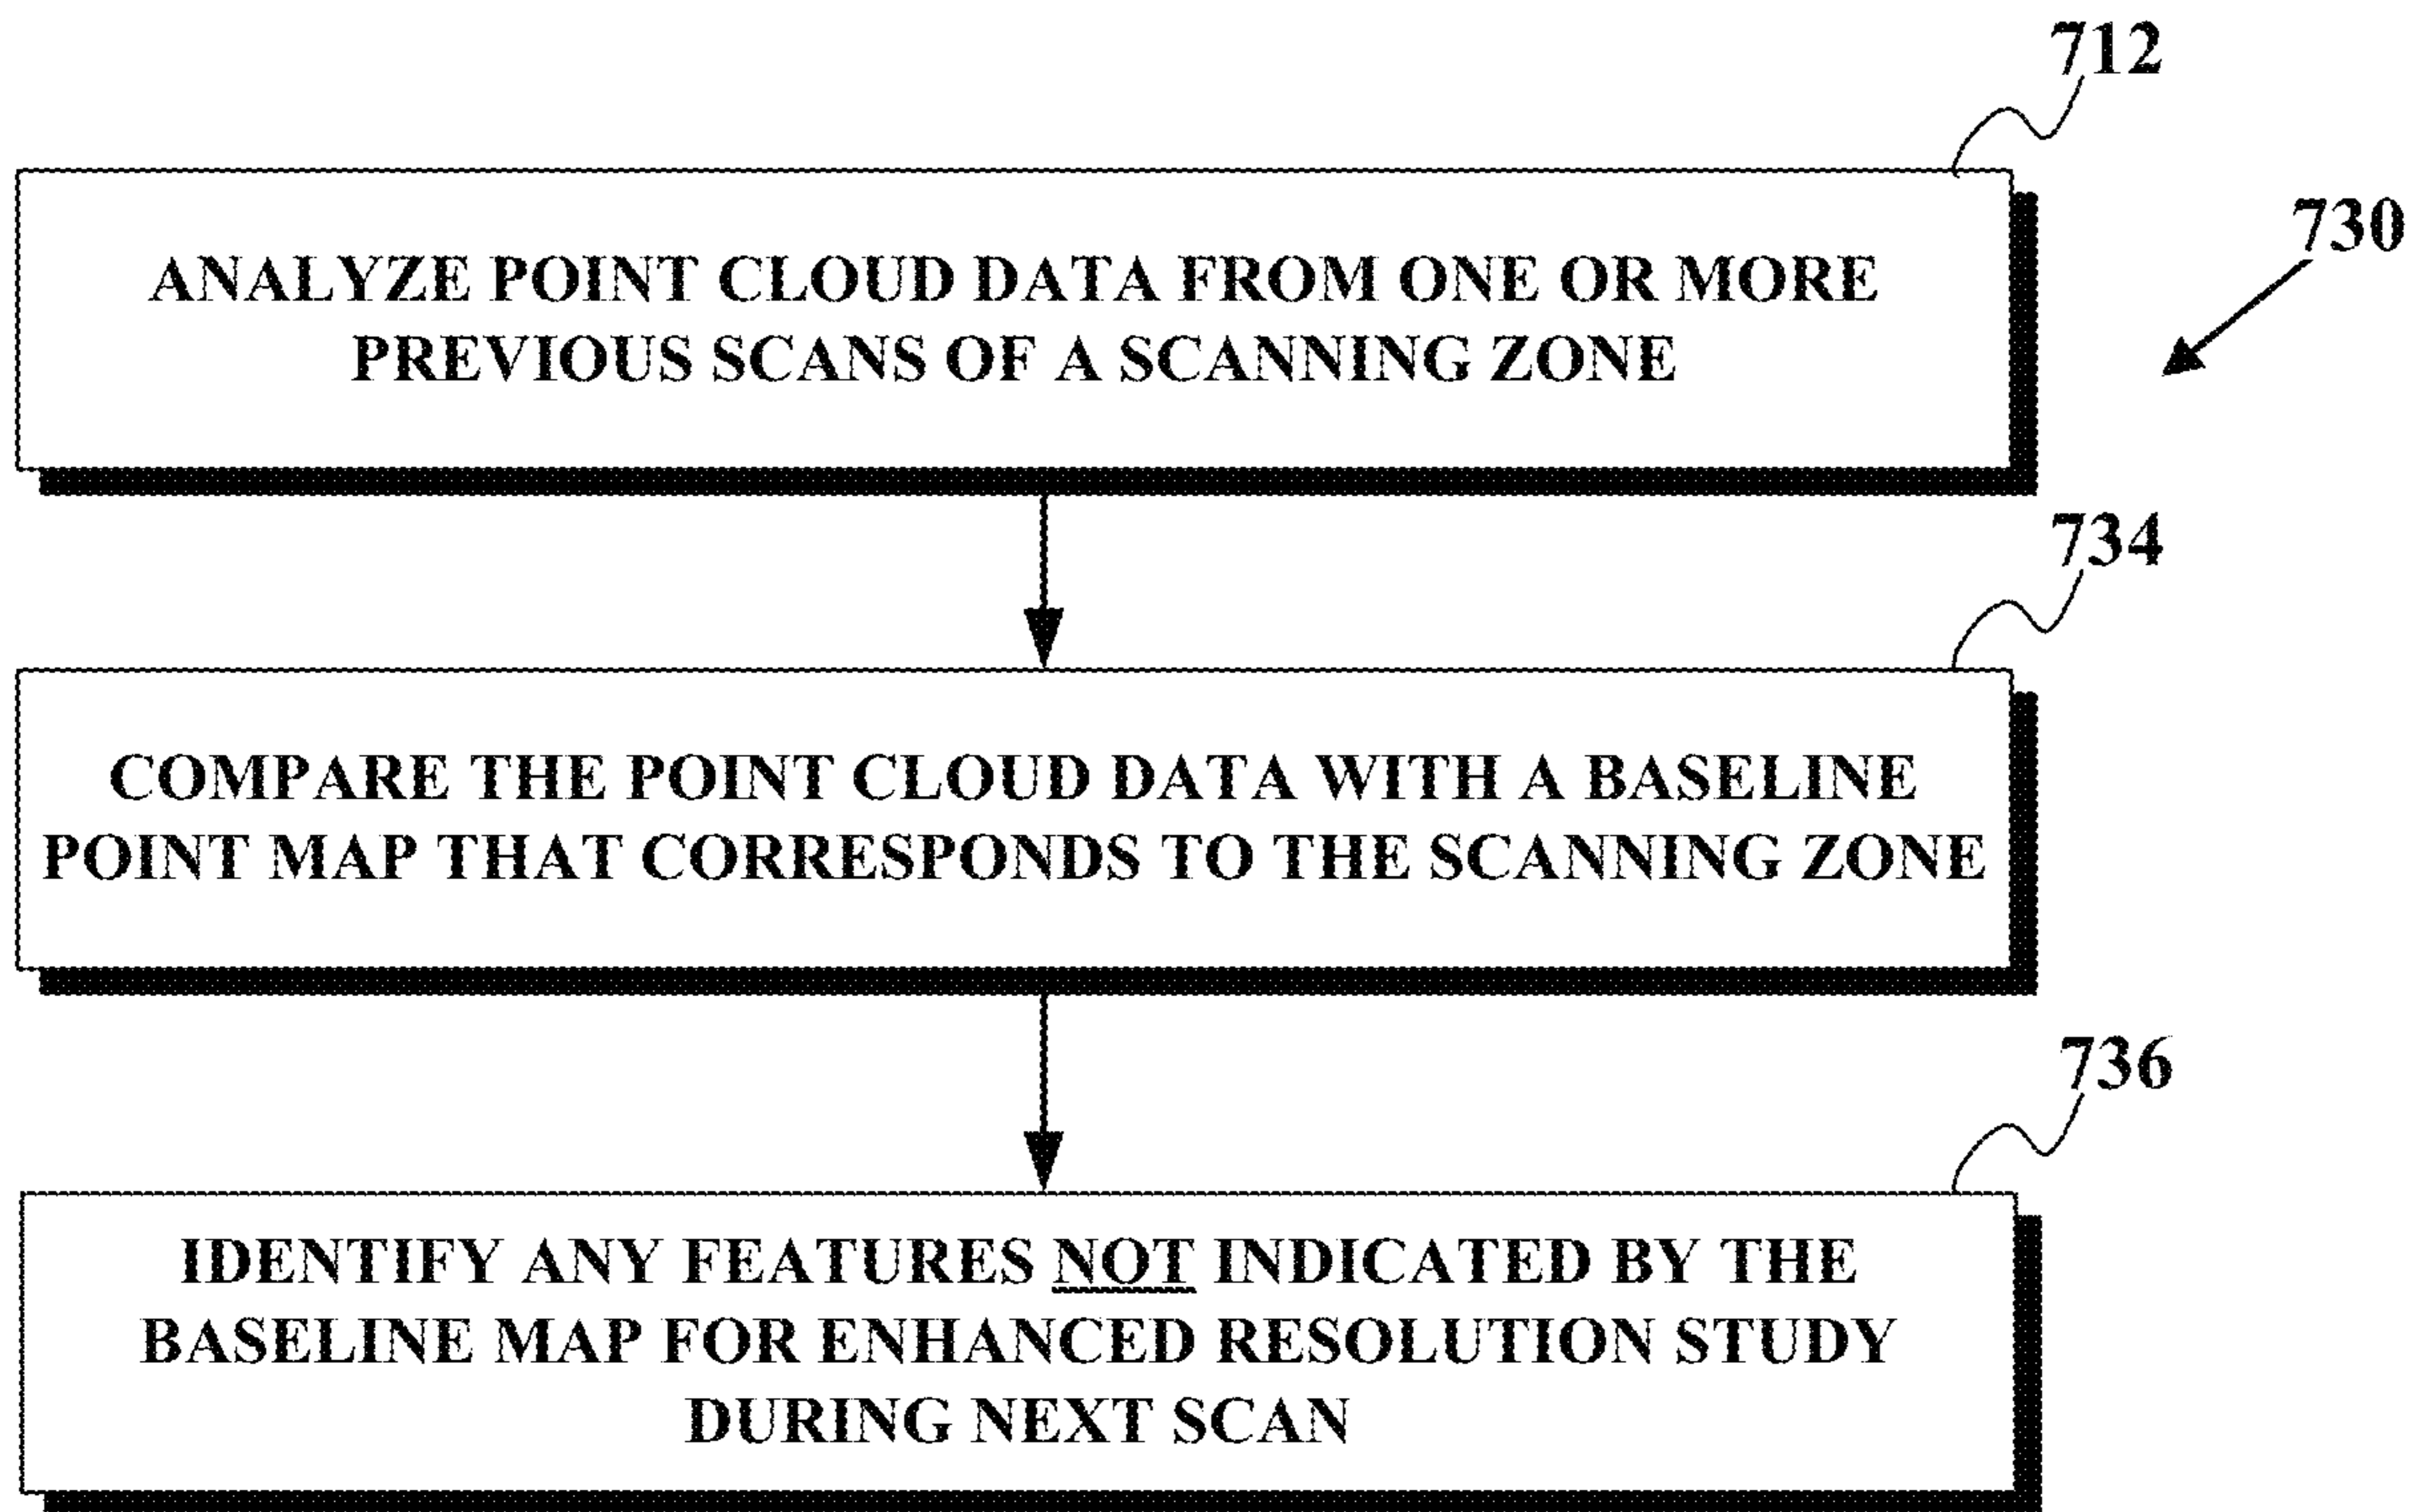 712
730
ANALYZE POINT CLOUD DATA FROM ONE OR MORE
PREVIOUS SCANS OF A SCANNING ZONE
734
COMPARE THE POINT CLOUD DATA WITH A BASELINE
POINT MAP THAT CORRESPONDS TO THE SCANNING ZONE
736
IDENTIFY ANY FEATURES NOT INDICATED BY THE
BASELINE MAP FOR ENHANCED RESOLUTION STUDY
DURING NEXT SCAN